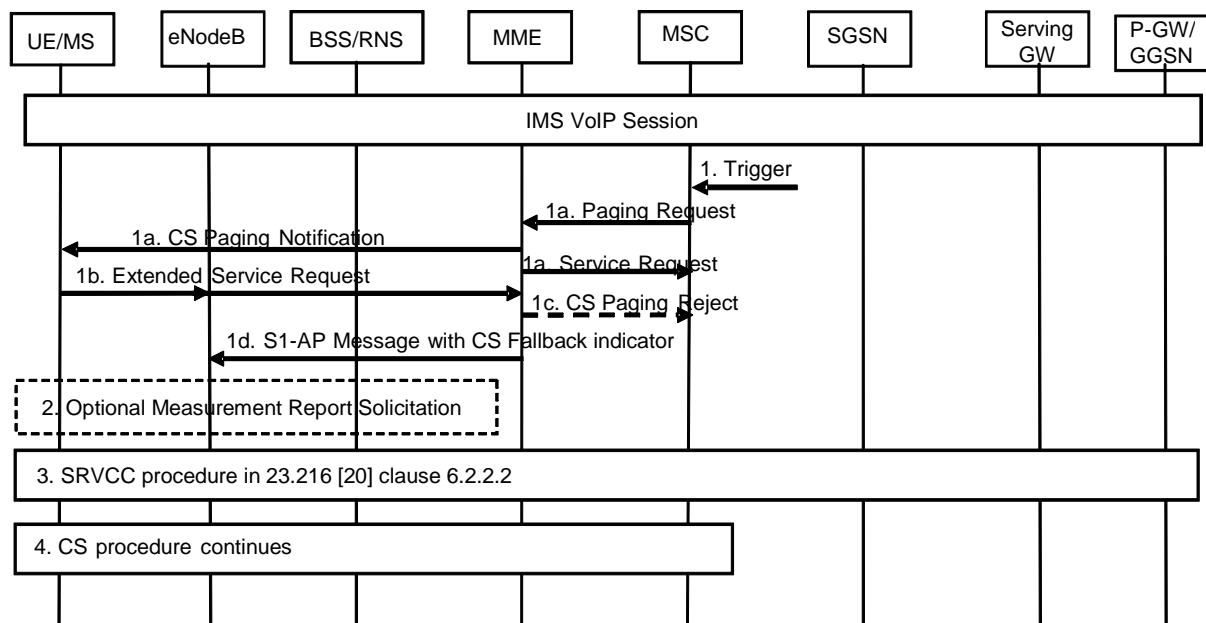 UE/MS
eNodeB
BSS/RNS
MME
MSC
SGSN
Serving
GW
P-GW/
GGSN
IMS VoIP Session
1. Trigger
1a. Paging Request
1a. CS Paging Notification
1a. Service Request
1b. Extended Service Request
1c. CS Paging Reject
1d. S1-AP Message with CS Fallback indicator
2. Optional Measurement Report Solicitation
3. SRVCC procedure in 23.216 [20] clause 6.2.2.2
4. CS procedure continues